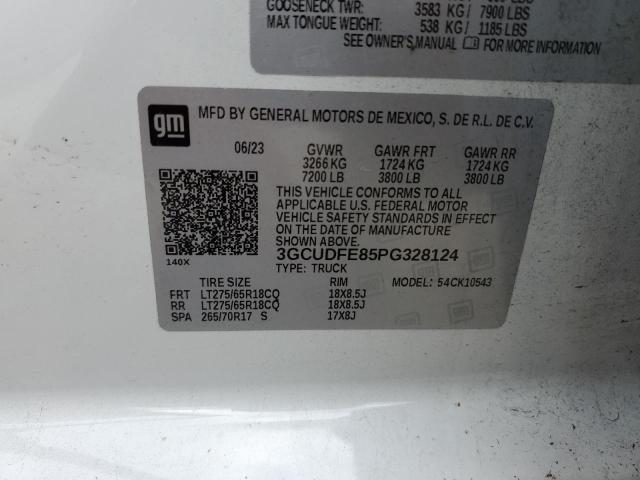 GOOSENECK TWR: 3583 KG/ 7900 LBS
MAX TONGUE WEIGHT: 538 KG/ 1185 LBS
SEE OWNER'S MANUAL FOR MORE INFORMATION
gm
MFD BY GENERAL MOTORS DE MEXICO, S. DE R.L. DE C.V.
06/23 GVWR GAWR FRT GAWR RR
3266 KG 1724 KG 1724 KG
7200 LB 3800 LB 3800 LB
THIS VEHICLE CONFORMS TO ALL
APPLICABLE U.S. FEDERAL MOTOR
VEHICLE SAFETY STANDARDS IN EFFECT
ON THE DATE OF MANUFACTURE
SHOWN ABOVE.
140X
3GCUDFE85PG328124
TYPE: TRUCK MODEL: 54CK10543
TIRE SIZE RIM
FRT LT275/65R18CQ 18X8.5J
RR LT275/65R18CQ 18X8.5J
SPA 265/70R17 S 17X8J